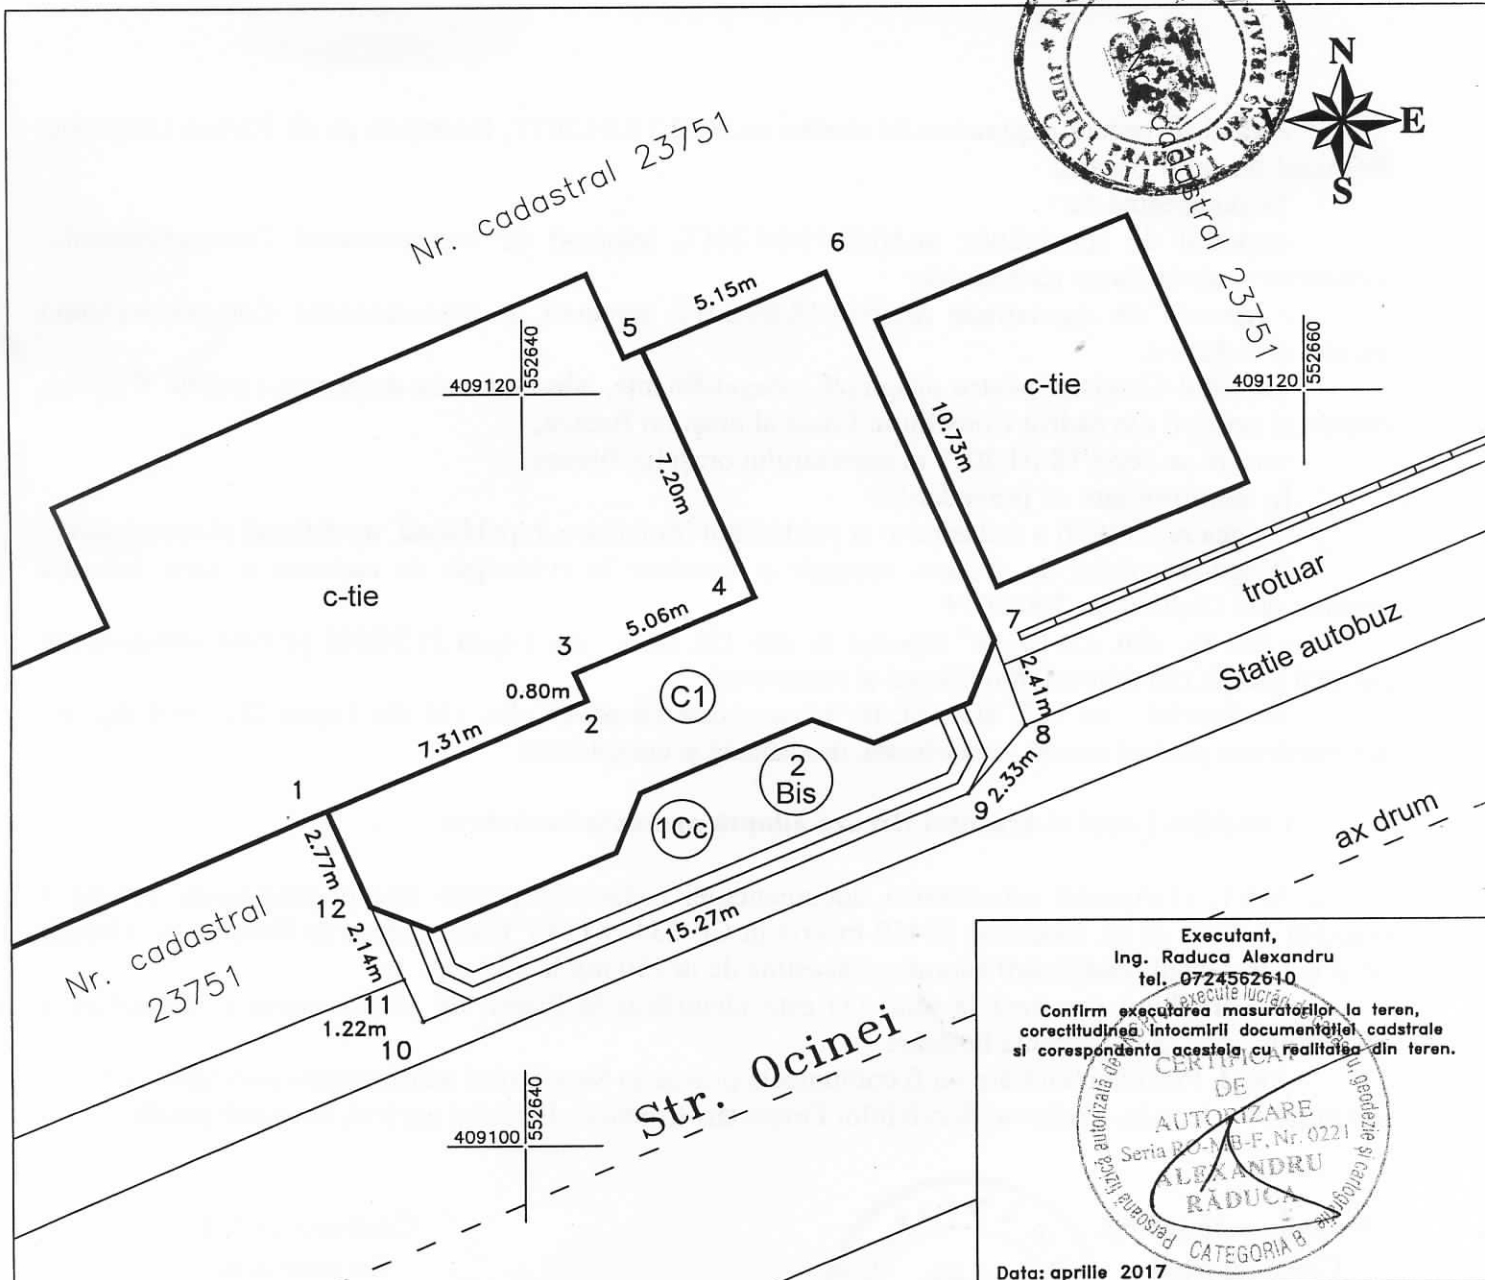 JUDEȚUL PRAHOVA
CONSILIUL
N
E
S
Nr. cadastral 23751
cadastral 23751
6
5.15m
5
409120
552640
409120
552660
c-tie
10.73m
7.20m
trotuar
c-tie
4
7
5.06m
3
Statie autobuz
0.80m
C1
2.41m
2
7.31m
8
2
Bis
1
2.33m
9
1Cc
ax drum
2.77m
12
15.27m
Nr. cadastral
23751
2.14m
11
1.22m
10
Str. Ocinei
409100
552640
Executant,
Ing. Raduca Alexandru
tel. 0724562610
Confirm executarea masuratorilor la teren,
corectitudinea intocmirii documentatiei cadstrale
si corespondenta acesteia cu realitatea din teren.
CERTIFICAT
DE
AUTORIZARE
Seria RO-MB-F, Nr. 0221
ALEXANDRU
RĂDUCA
CATEGORIA B
Data: aprilie 2017